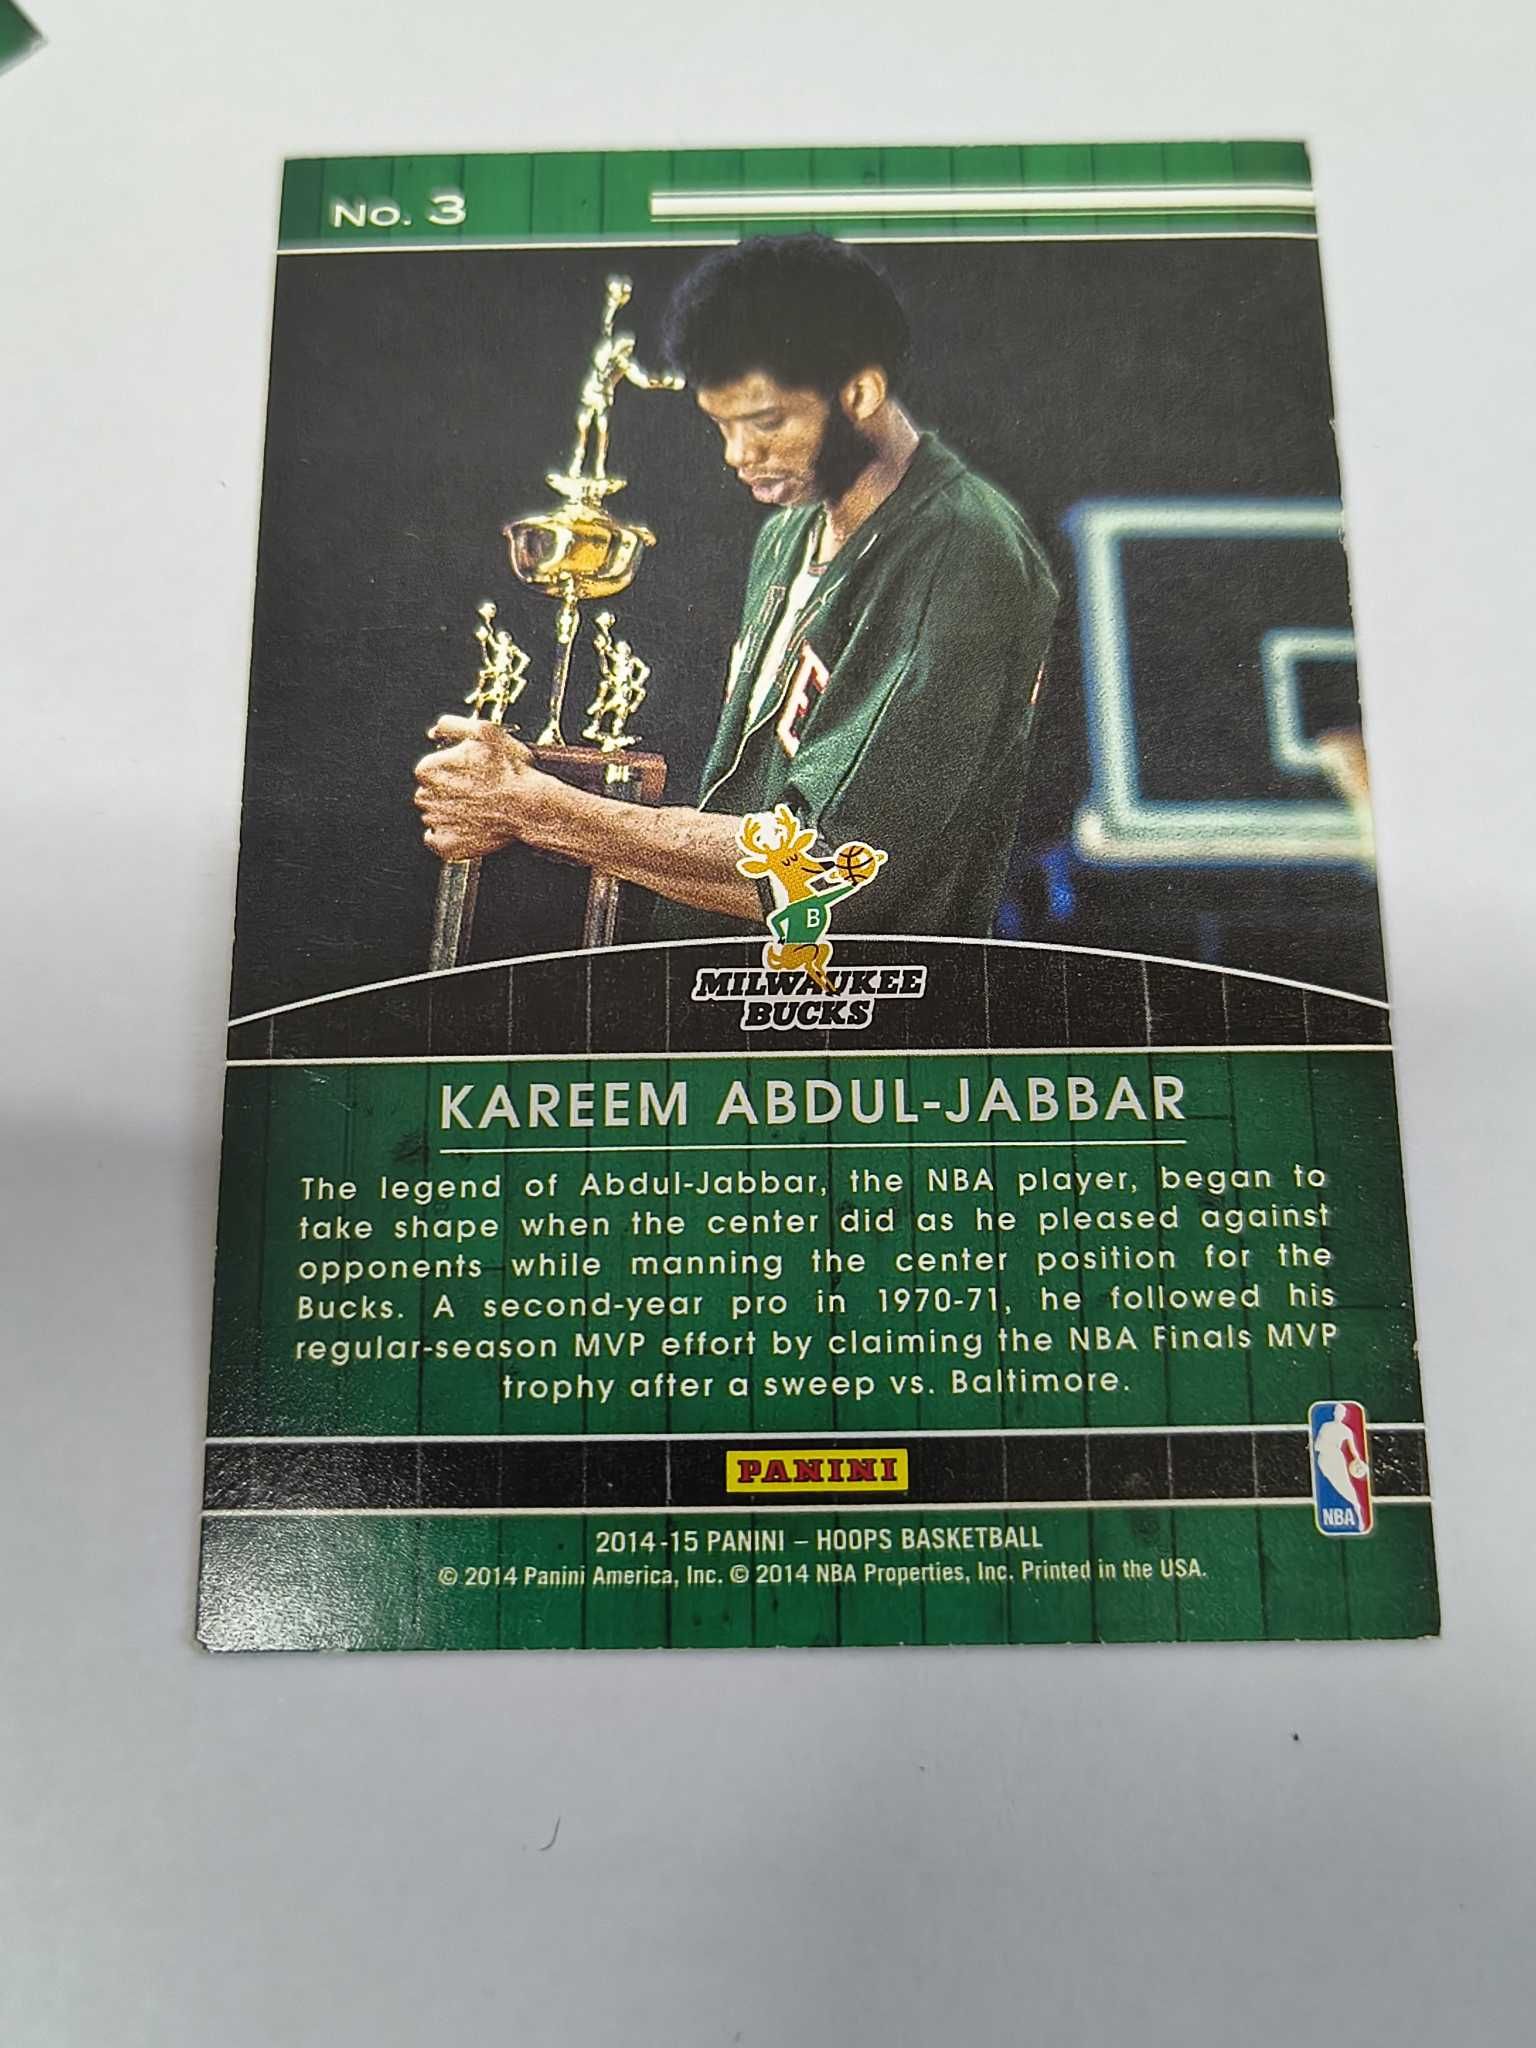 No. 3
E
B
MILWAUKEE
BUCKS
KAREEM ABDUL-JABBAR
The legend of Abdul-Jabbar, the NBA player, began to
take shape when the center did as he pleased against
opponents while manning the center position for the
Bucks. A second-year pro in 1970-71, he followed his
regular-season MVP effort by claiming the NBA Finals MVP
trophy after a sweep vs. Baltimore.
PANINI
NBA
2014-15 PANINI – HOOPS BASKETBALL
© 2014 Panini America, Inc. © 2014 NBA Properties, Inc. Printed in the USA.